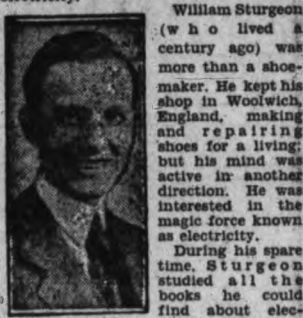 William Sturgeon
(who lived a
century ago) was
more than a shoe-
maker. He kept his
shop in Woolwich,
England, making
and repairing
shoes for a living;
but his mind was
active in another
direction. He was
interested in the
magic force known
as electricity.
During his spare
time, Sturgeon
studied all the
books he could
find about elec-